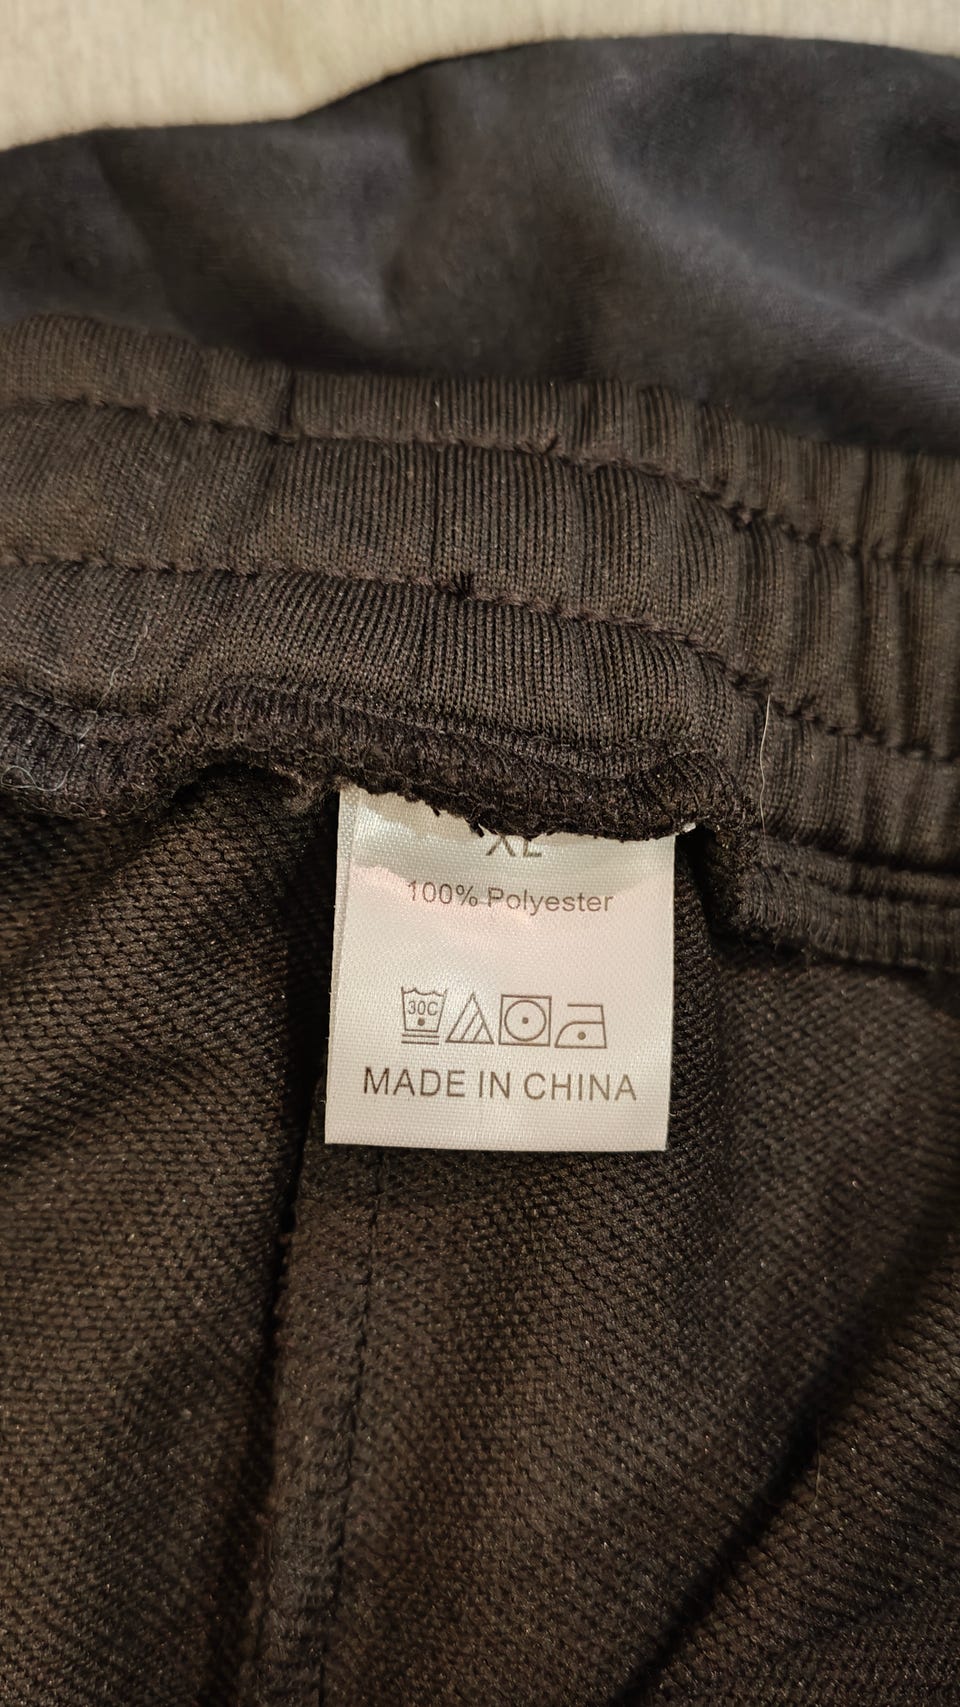 XL
100% Polyester
30C
MADE IN CHINA